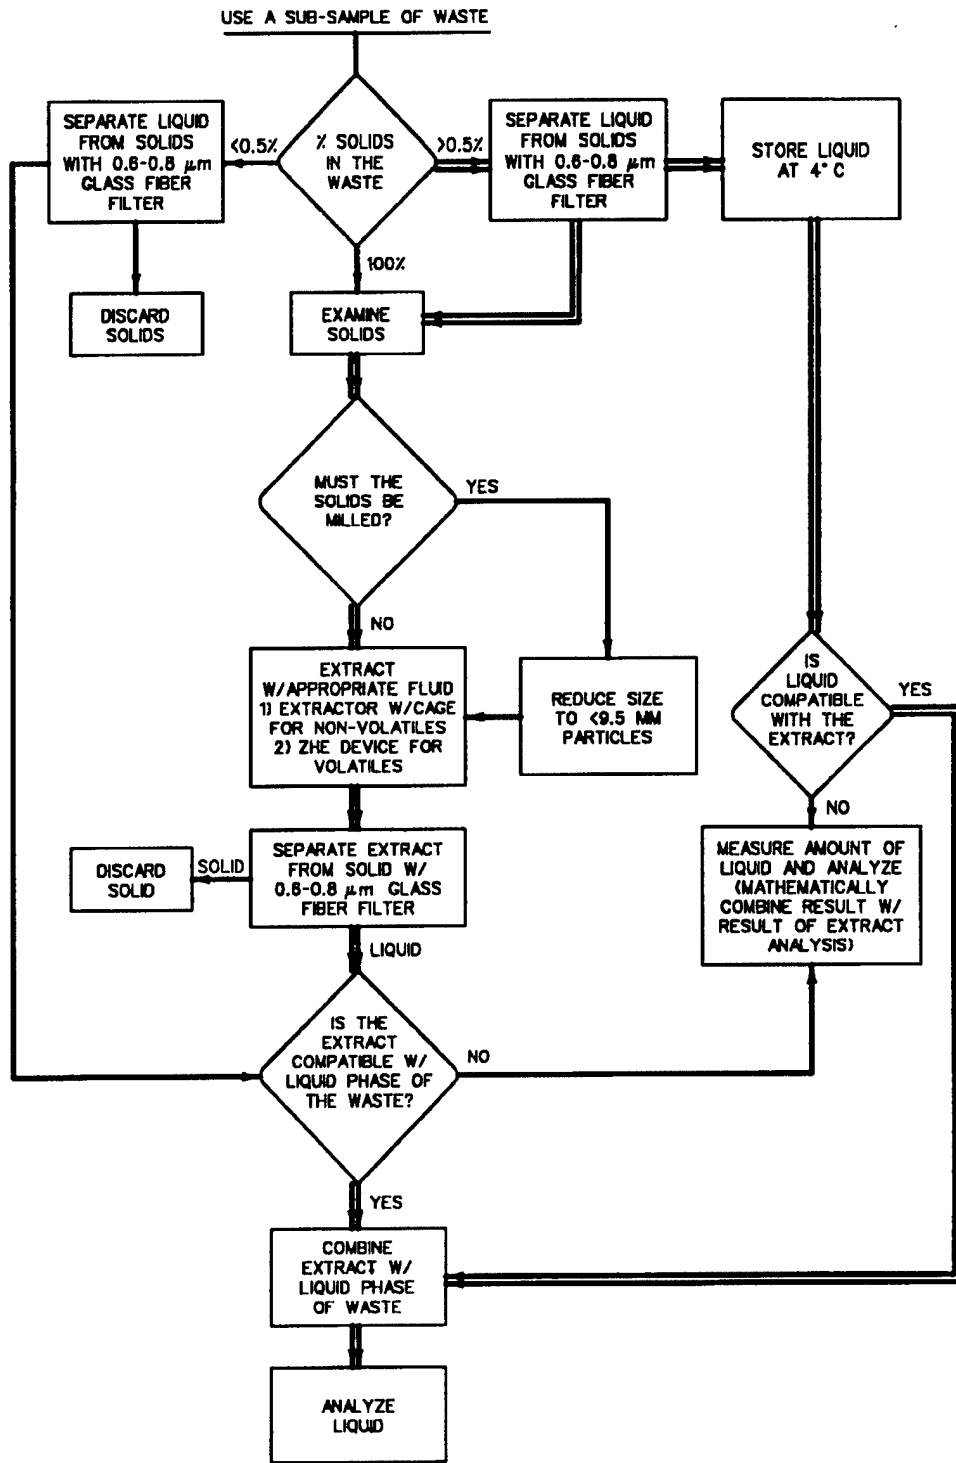 USE A SUB-SAMPLE OF WASTE
SEPARATE LIQUID
FROM SOLIDS
WITH 0.6-0.8 μm
GLASS FIBER
FILTER
<0.5%
% SOLIDS
IN THE
WASTE
>0.5%
SEPARATE LIQUID
FROM SOLIDS
WITH 0.6-0.8 μm
GLASS FIBER
FILTER
STORE LIQUID
AT 4° C
100%
DISCARD
SOLIDS
EXAMINE
SOLIDS
MUST THE
SOLIDS BE
MILLED?
YES
NO
EXTRACT
W/APPROPRIATE FLUID
1) EXTRACTOR W/CAGE
FOR NON-VOLATILES
2) ZHE DEVICE FOR
VOLATILES
REDUCE SIZE
TO <9.5 MM
PARTICLES
IS
LIQUID
COMPATIBLE
WITH THE
EXTRACT?
YES
NO
DISCARD
SOLID
SOLID
SEPARATE EXTRACT
FROM SOLID W/
0.6-0.8 μm GLASS
FIBER FILTER
MEASURE AMOUNT OF
LIQUID AND ANALYZE
(MATHEMATICALLY
COMBINE RESULT W/
RESULT OF EXTRACT
ANALYSIS)
LIQUID
IS THE
EXTRACT
COMPATIBLE W/
LIQUID PHASE OF
THE WASTE?
NO
YES
COMBINE
EXTRACT W/
LIQUID PHASE
OF WASTE
ANALYZE
LIQUID